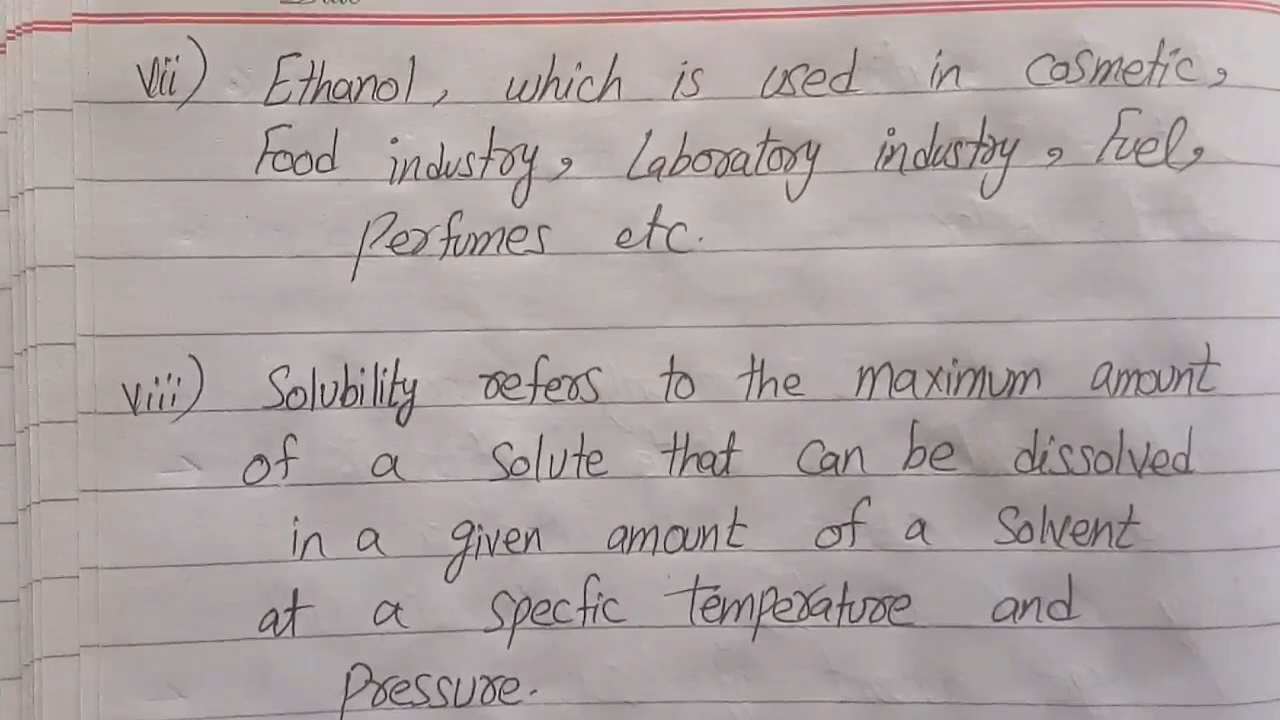 vii) Ethanol, which is used in cosmetic,
Food industry, Laboratory industry, Fuel,
Perfumes etc.
viii) Solubility refers to the maximum amount
of a solute that can be dissolved
in a given amount of a solvent
at a specfic temperature and
Pressure.